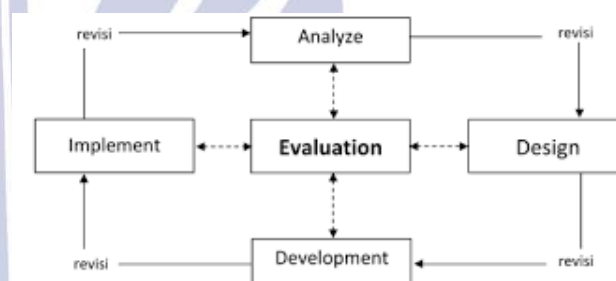 revisi
Analyze
revisi
Implement
Evaluation
Design
revisi
Development
revisi